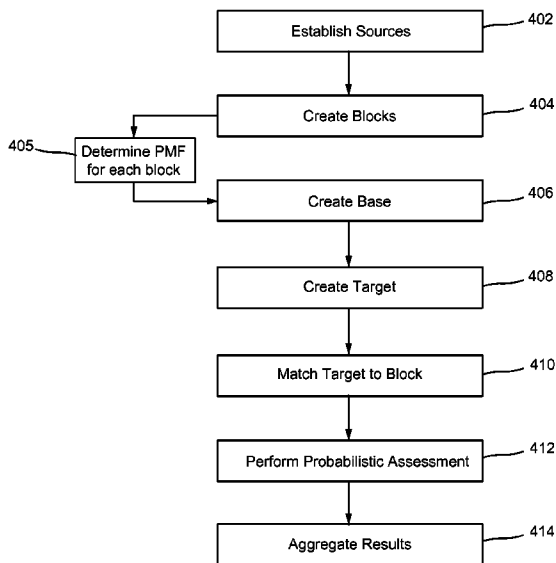 Establish Sources
402
Create Blocks
404
405
Determine PMF
for each block
Create Base
406
Create Target
408
Match Target to Block
410
Perform Probabilistic Assessment
412
Aggregate Results
414